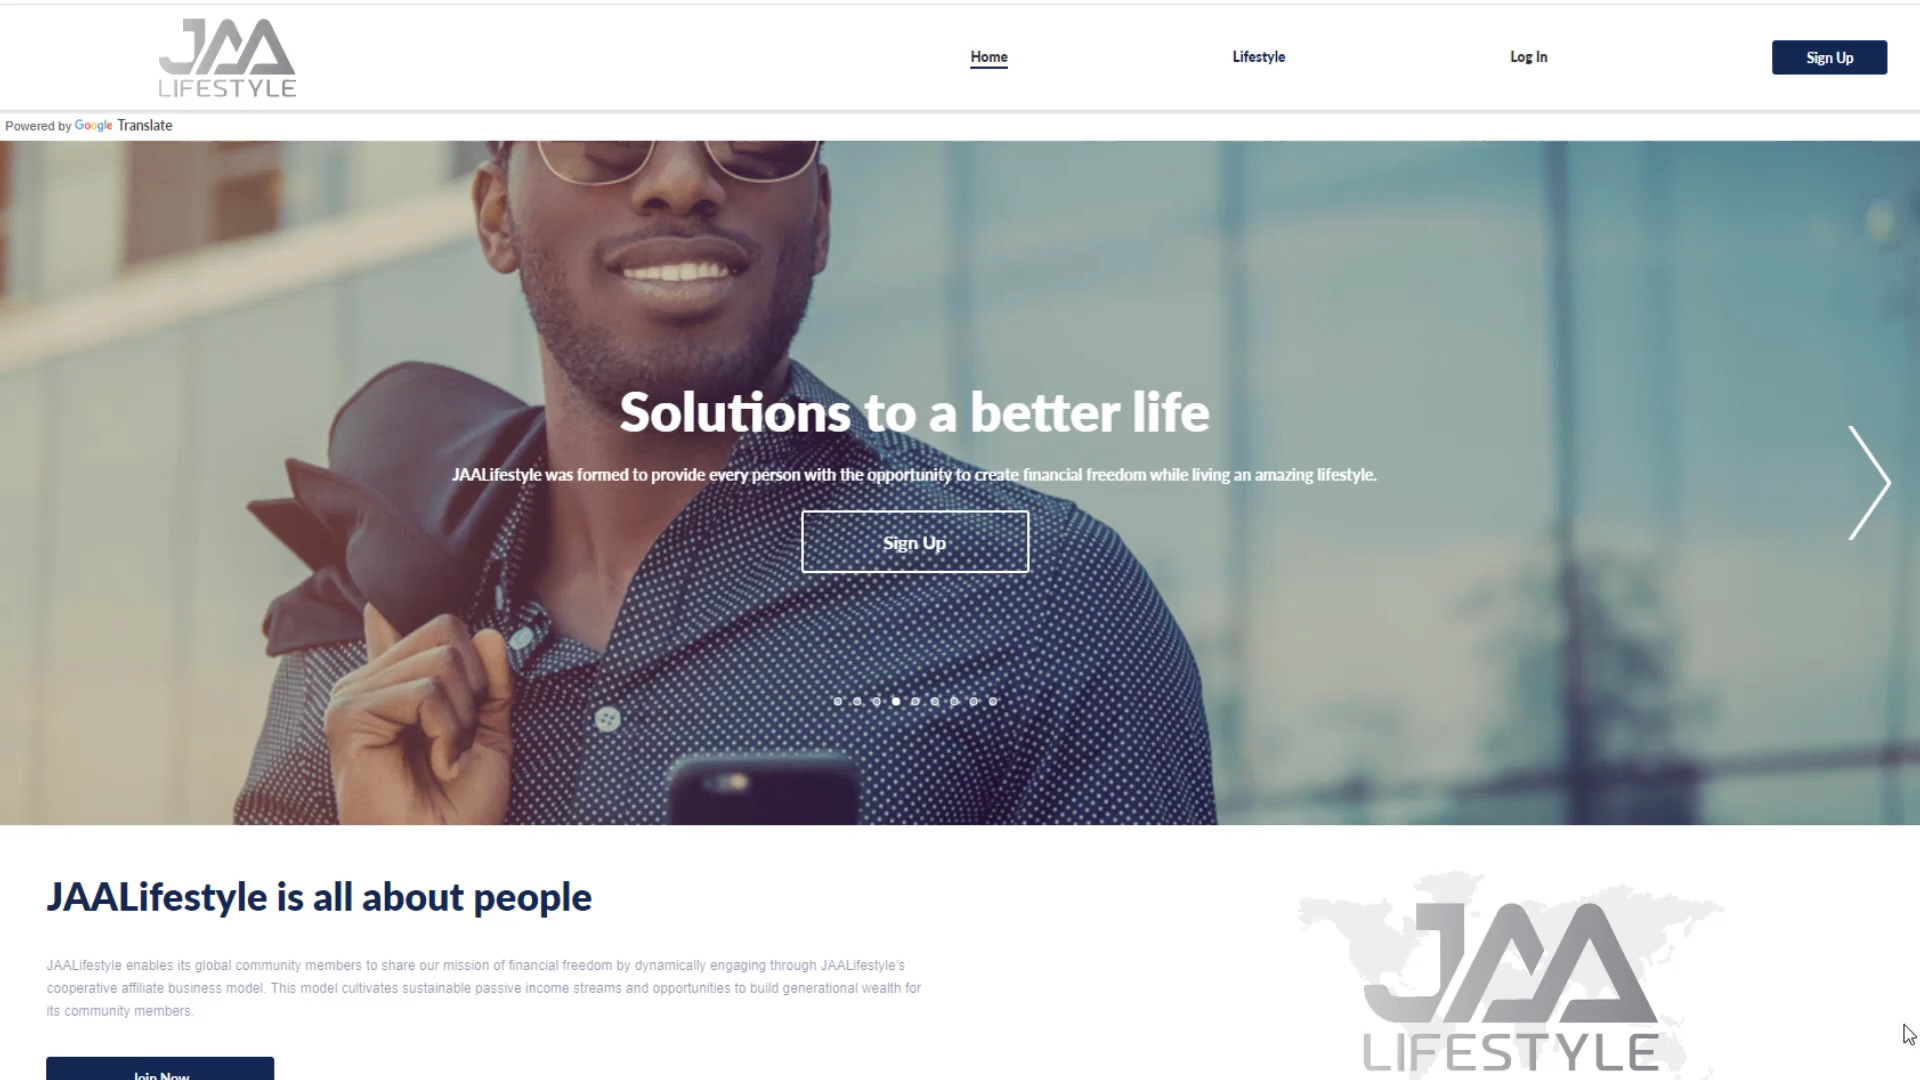 JAA
LIFESTYLE
Home
Lifestyle
Log In
Sign Up
Powered by Google Translate
Solutions to a better life
JAALifestyle was formed to provide every person with the opportunity to create financial freedom while living an amazing lifestyle.
Sign Up
JAALifestyle is all about people
JAALifestyle enables its global community members to share our mission of financial freedom by dynamically engaging through JAALifestyle's
cooperative affiliate business model. This model cultivates sustainable passive income streams and opportunities to build generational wealth for
its community members.
Join Now
JAA
LIFESTYLE